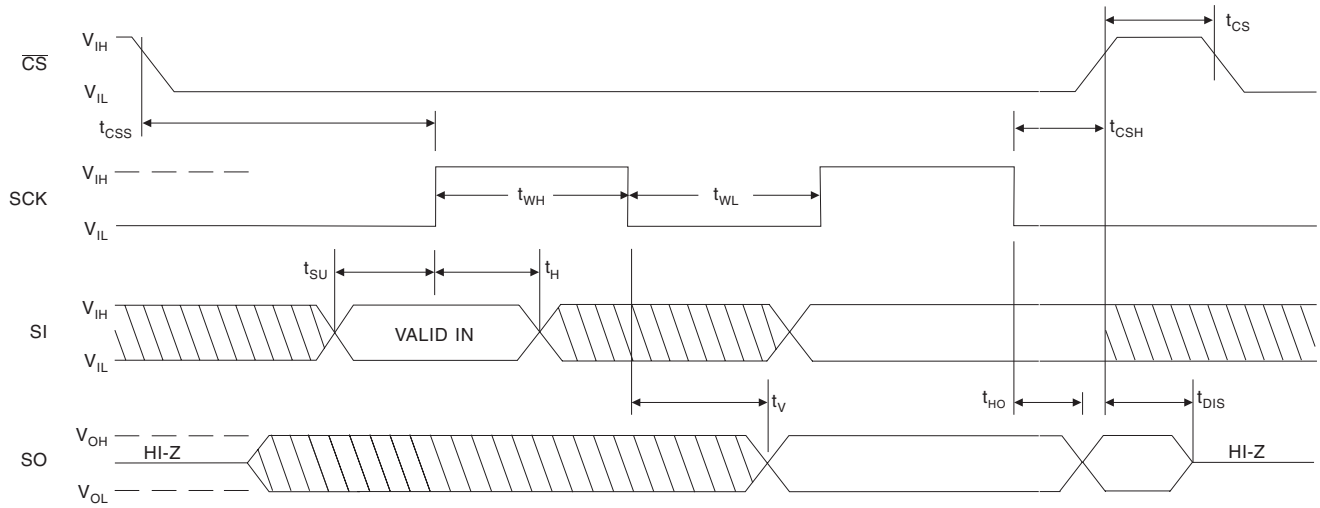 t_CS
V_IH
CS
V_IL
t_CSS
t_CSH
V_IH
SCK
t_WH
t_WL
V_IL
t_SU
t_H
V_IH
SI
VALID IN
V_IL
t_V
t_HO
t_DIS
V_OH
SO
HI-Z
HI-Z
V_OL